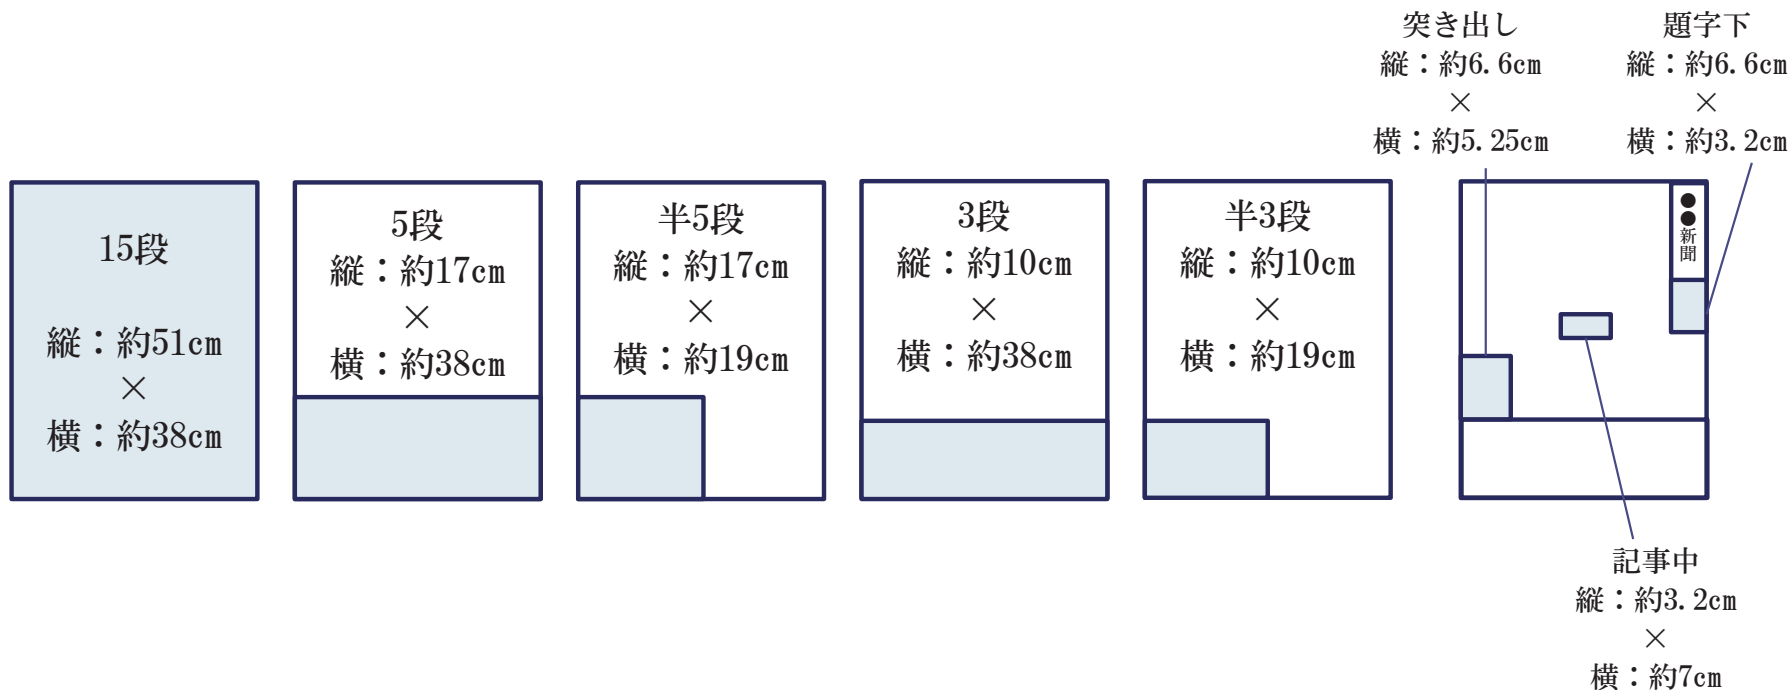 15段
縦：約51cm
×
横：約38cm
5段
縦：約17cm
×
横：約38cm
半5段
縦：約17cm
×
横：約19cm
3段
縦：約10cm
×
横：約38cm
半3段
縦：約10cm
×
横：約19cm
突き出し
縦：約6.6cm
×
横：約5.25cm
題字下
縦：約6.6cm
×
横：約3.2cm
●●新聞
記事中
縦：約3.2cm
×
横：約7cm